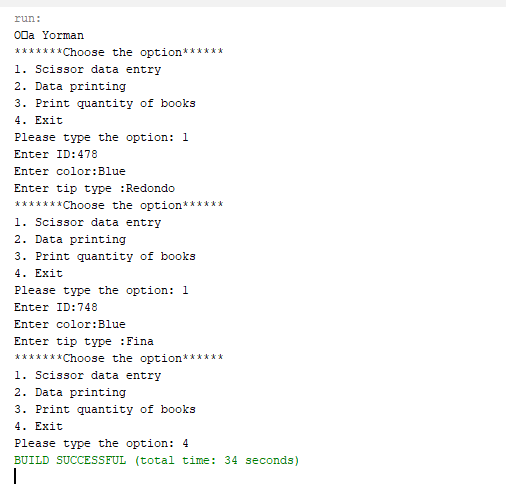 run:
O�a Yorman
*******Choose the option******
1. Scissor data entry
2. Data printing
3. Print quantity of books
4. Exit
Please type the option: 1
Enter ID:478
Enter color:Blue
Enter tip type :Redondo
*******Choose the option******
1. Scissor data entry
2. Data printing
3. Print quantity of books
4. Exit
Please type the option: 1
Enter ID:748
Enter color:Blue
Enter tip type :Fina
*******Choose the option******
1. Scissor data entry
2. Data printing
3. Print quantity of books
4. Exit
Please type the option: 4
BUILD SUCCESSFUL (total time: 34 seconds)